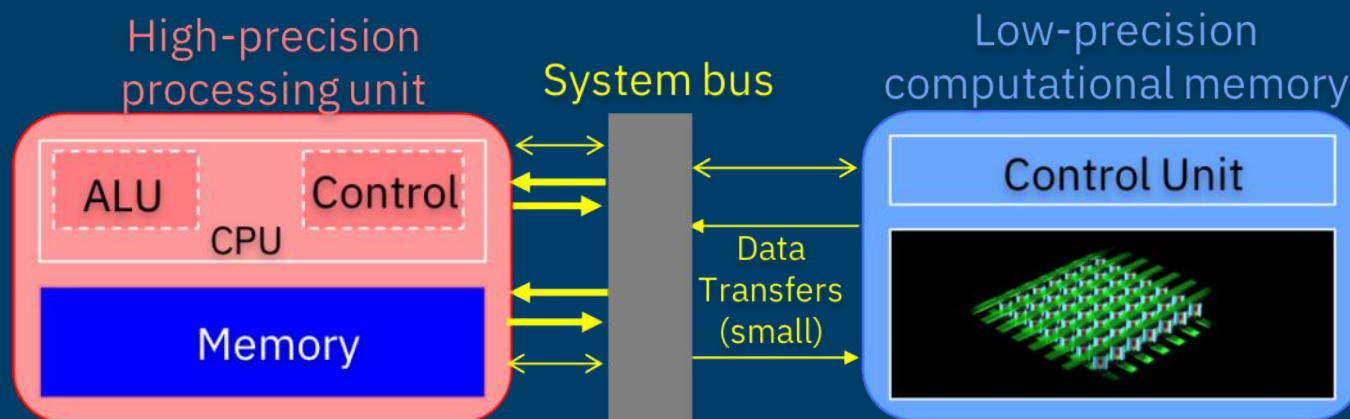 High-precision
processing unit
System bus
Low-precision
computational memory
ALU
Control
CPU
Memory
Data
Transfers
(small)
Control Unit